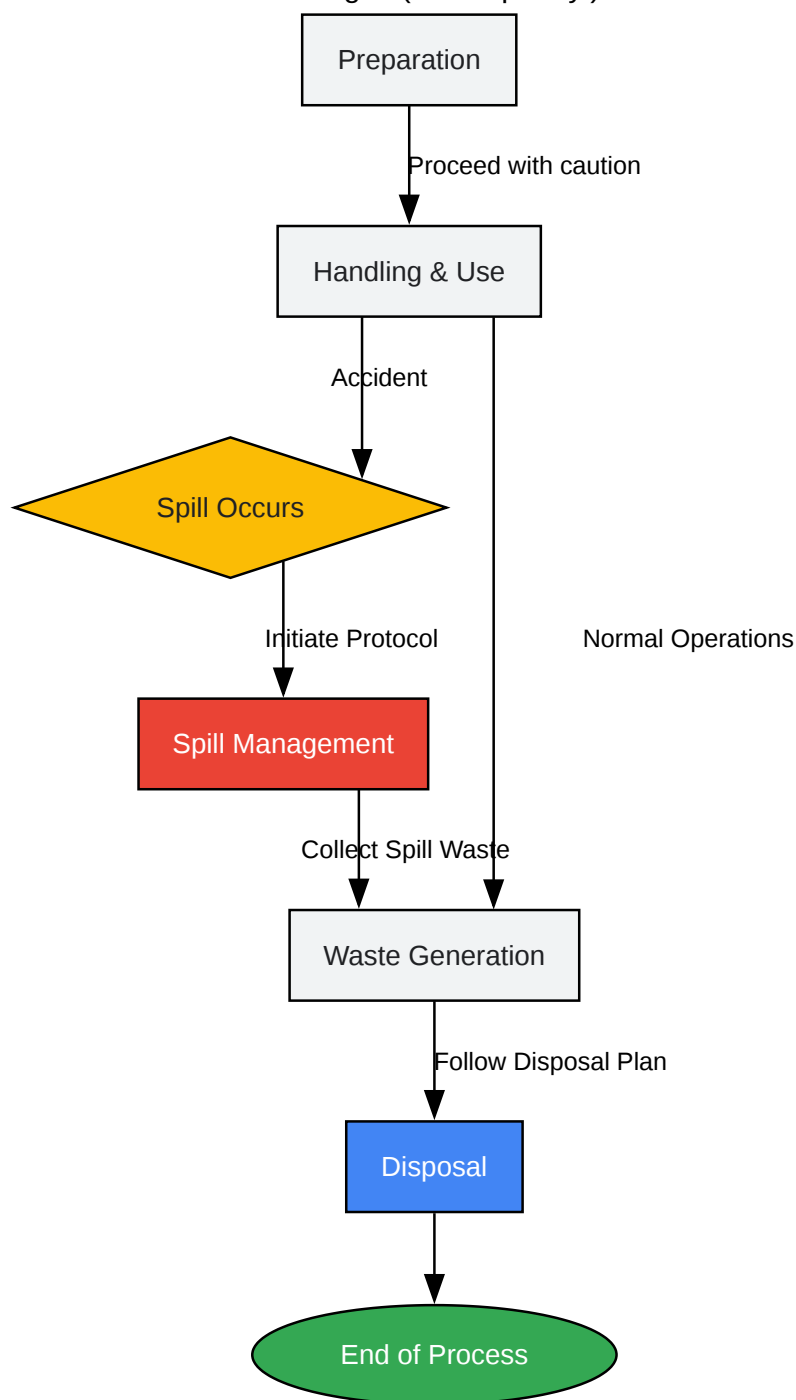 Preparation
Proceed with caution
Handling & Use
Accident
Spill Occurs
Initiate Protocol
Normal Operations
Spill Management
Collect Spill Waste
Waste Generation
Follow Disposal Plan
Disposal
End of Process